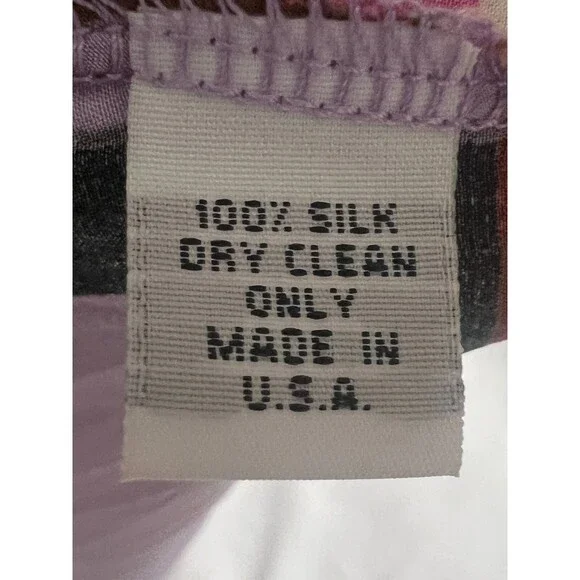 100% SILK
DRY CLEAN
ONLY
MADE IN
U.S.A.